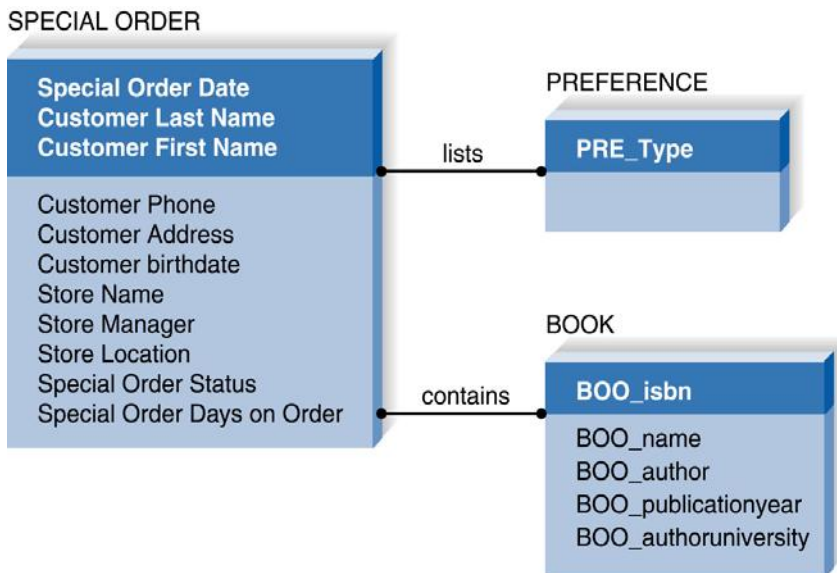 SPECIAL ORDER
Special Order Date
Customer Last Name
Customer First Name
Customer Phone
Customer Address
Customer birthdate
Store Name
Store Manager
Store Location
Special Order Status
Special Order Days on Order
lists
PREFERENCE
PRE_Type
contains
BOOK
BOO_isbn
BOO_name
BOO_author
BOO_publicationyear
BOO_authoruniversity